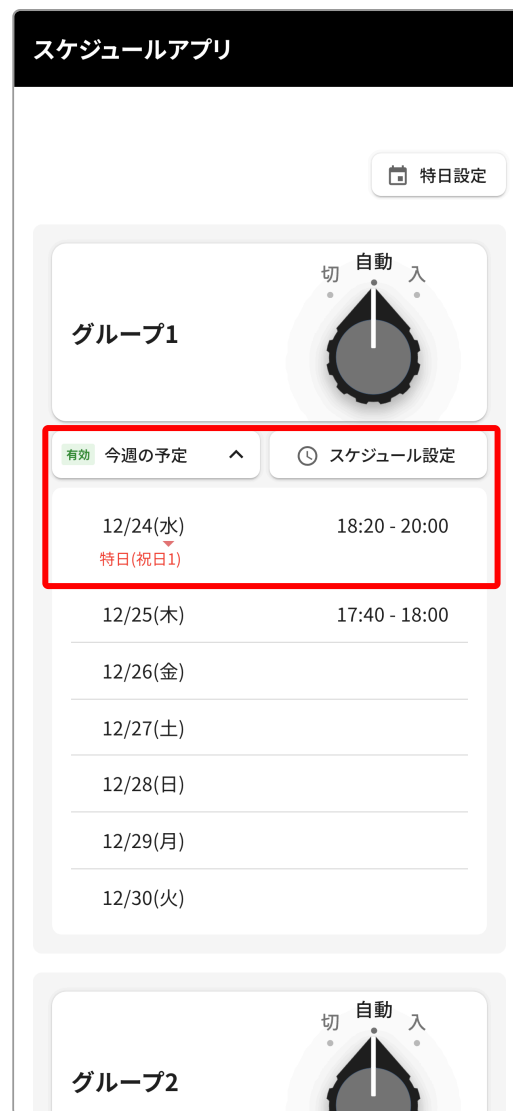 スケジュールアプリ
特日設定
切 自動 入
グループ1
有効 今週の予定 スケジュール設定
12/24(水) 18:20 - 20:00
特日(祝日1)
12/25(木) 17:40 - 18:00
12/26(金)
12/27(土)
12/28(日)
12/29(月)
12/30(火)
切 自動 入
グループ2